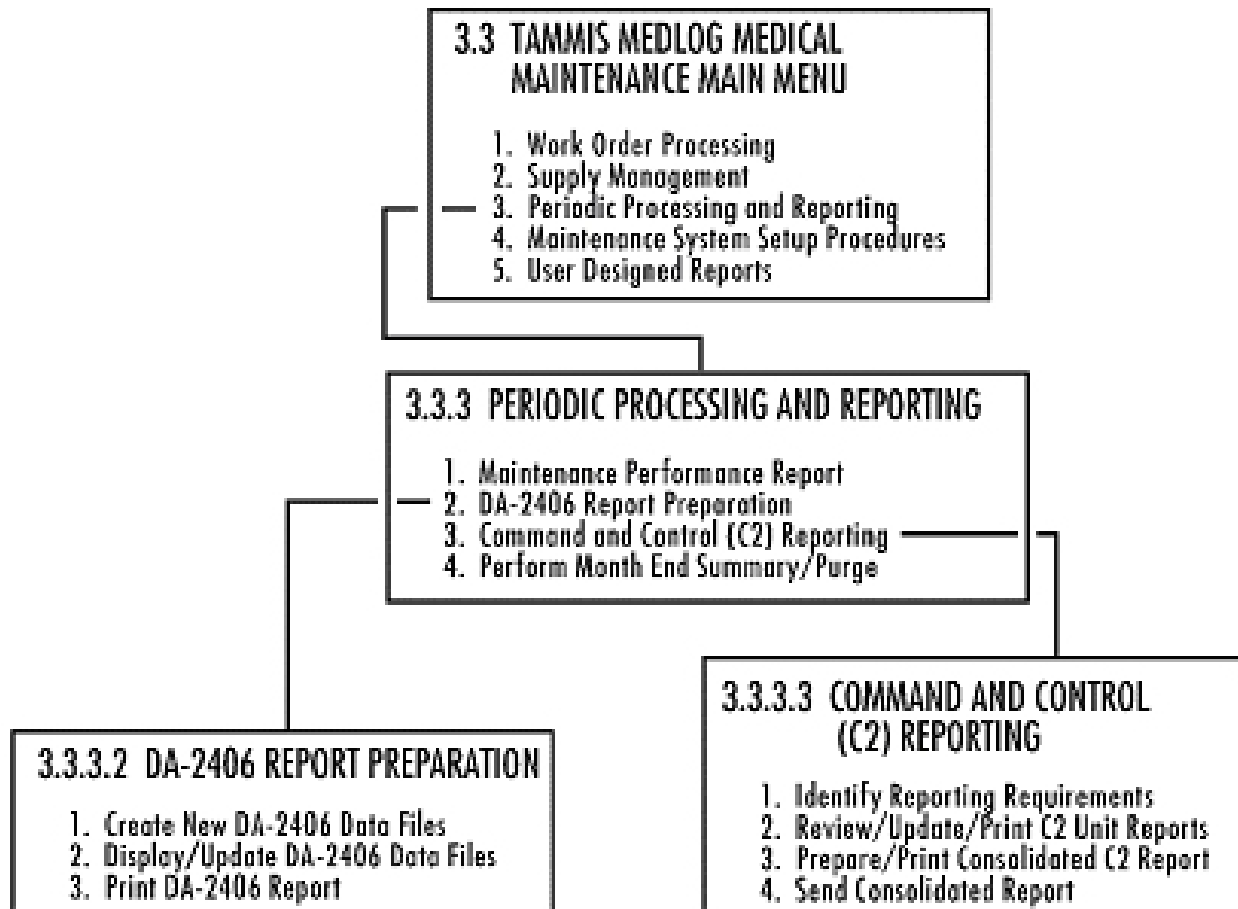 3.3 TAMMIS MEDLOG MEDICAL
MAINTENANCE MAIN MENU
1. Work Order Processing
2. Supply Management
3. Periodic Processing and Reporting
4. Maintenance System Setup Procedures
5. User Designed Reports
3.3.3 PERIODIC PROCESSING AND REPORTING
1. Maintenance Performance Report
2. DA-2406 Report Preparation
3. Command and Control (C2) Reporting
4. Perform Month End Summary/Purge
3.3.3.2 DA-2406 REPORT PREPARATION
1. Create New DA-2406 Data Files
2. Display/Update DA-2406 Data Files
3. Print DA-2406 Report
3.3.3.3 COMMAND AND CONTROL
(C2) REPORTING
1. Identify Reporting Requirements
2. Review/Update/Print C2 Unit Reports
3. Prepare/Print Consolidated C2 Report
4. Send Consolidated Report